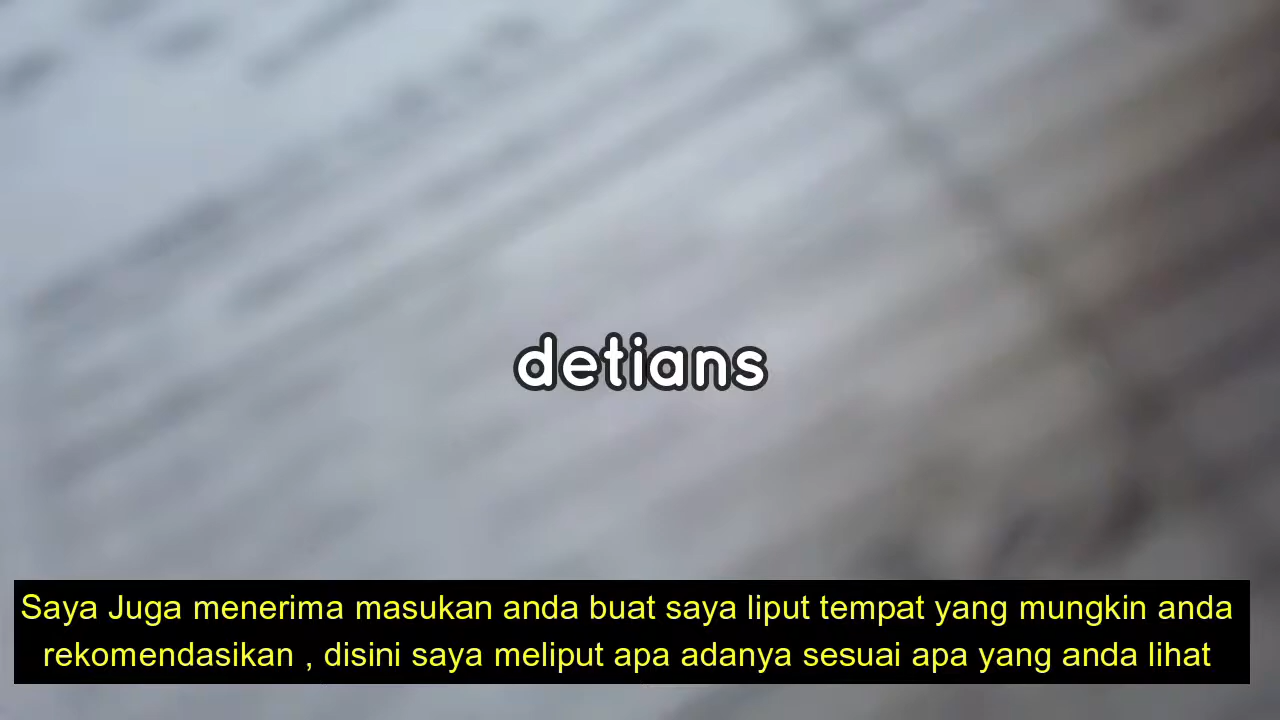 detians
Saya Juga menerima masukan anda buat saya liput tempat yang mungkin anda
rekomendasikan , disini saya meliput apa adanya sesuai apa yang anda lihat